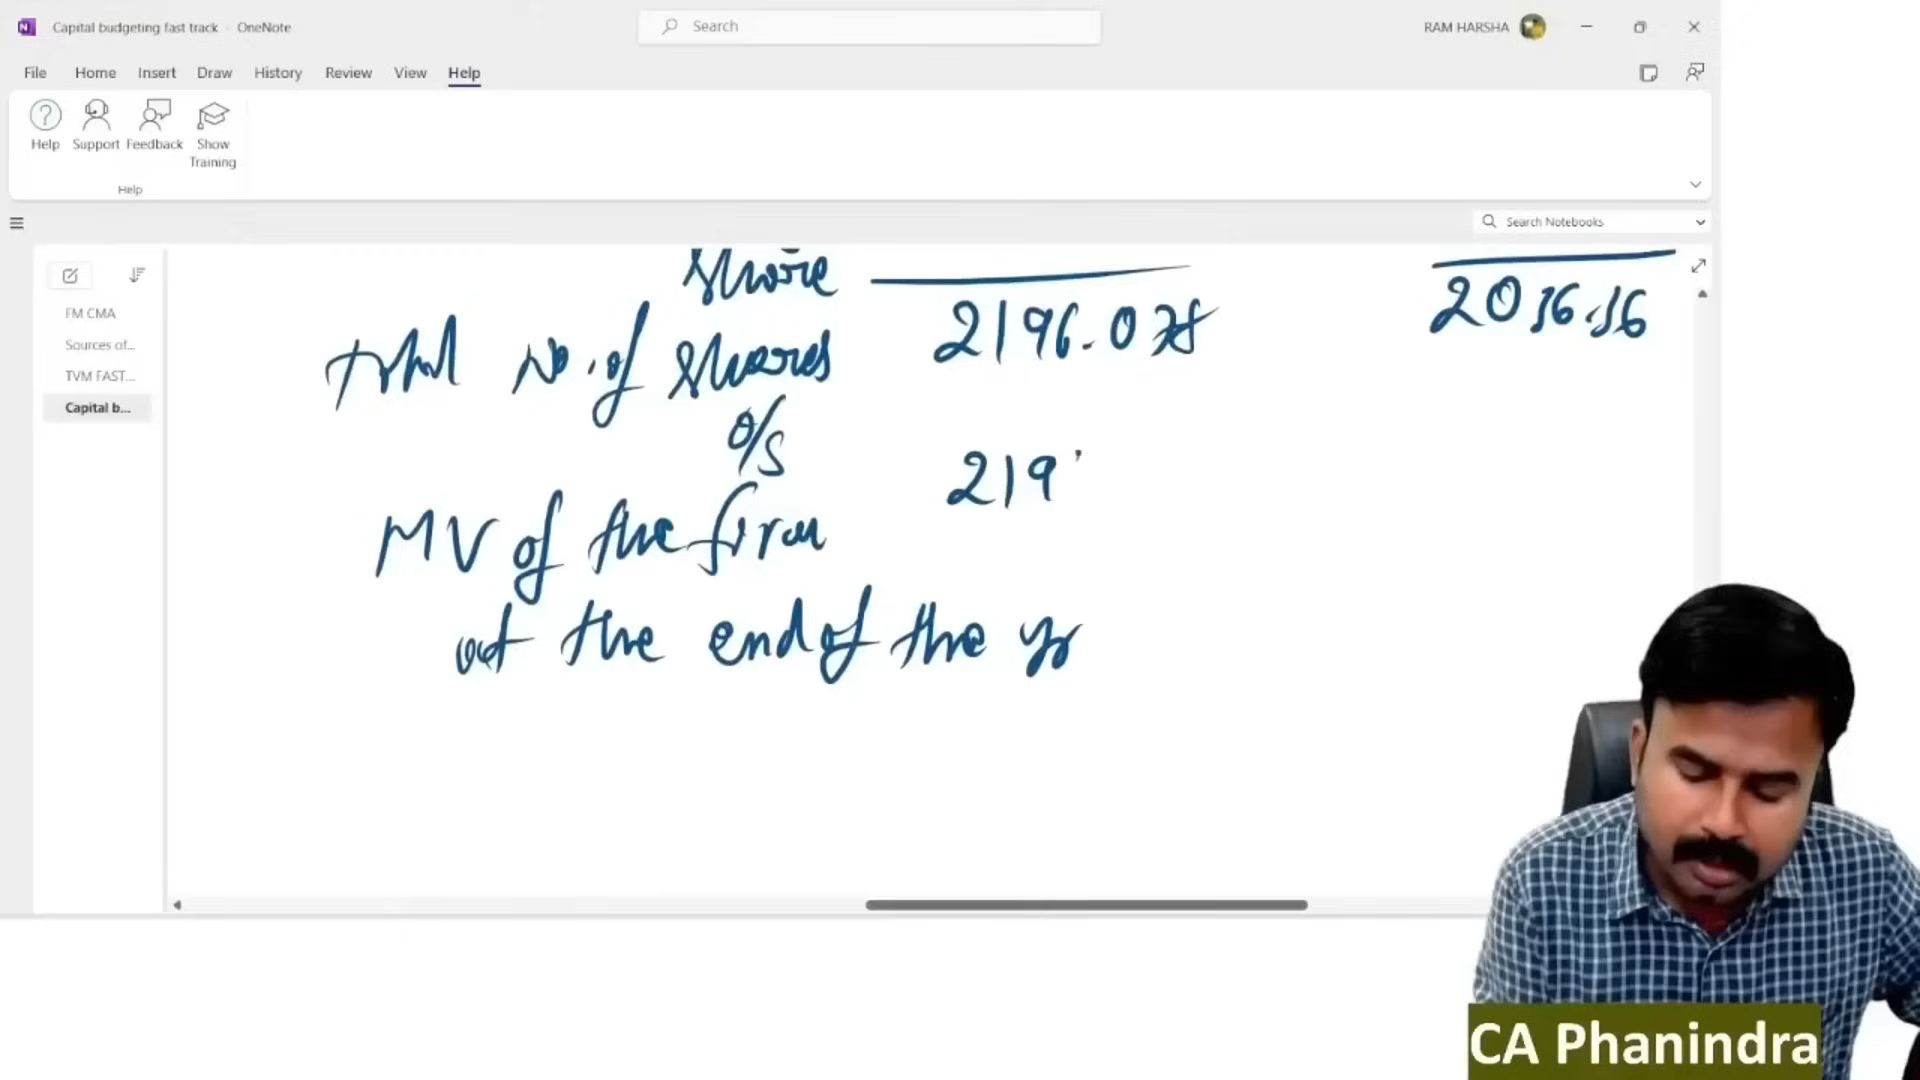 Capital budgeting fast track - OneNote
Search
RAM HARSHA
File Home Insert Draw History Review View Help
Help Support Feedback Show Training
Help
Search Notebooks
FM CMA
Sources of...
TVM FAST...
Capital b...
share
total No. of shares 2196.078 2036.36
o/s
219
MV of the firm
at the end of the yr
CA Phanindra